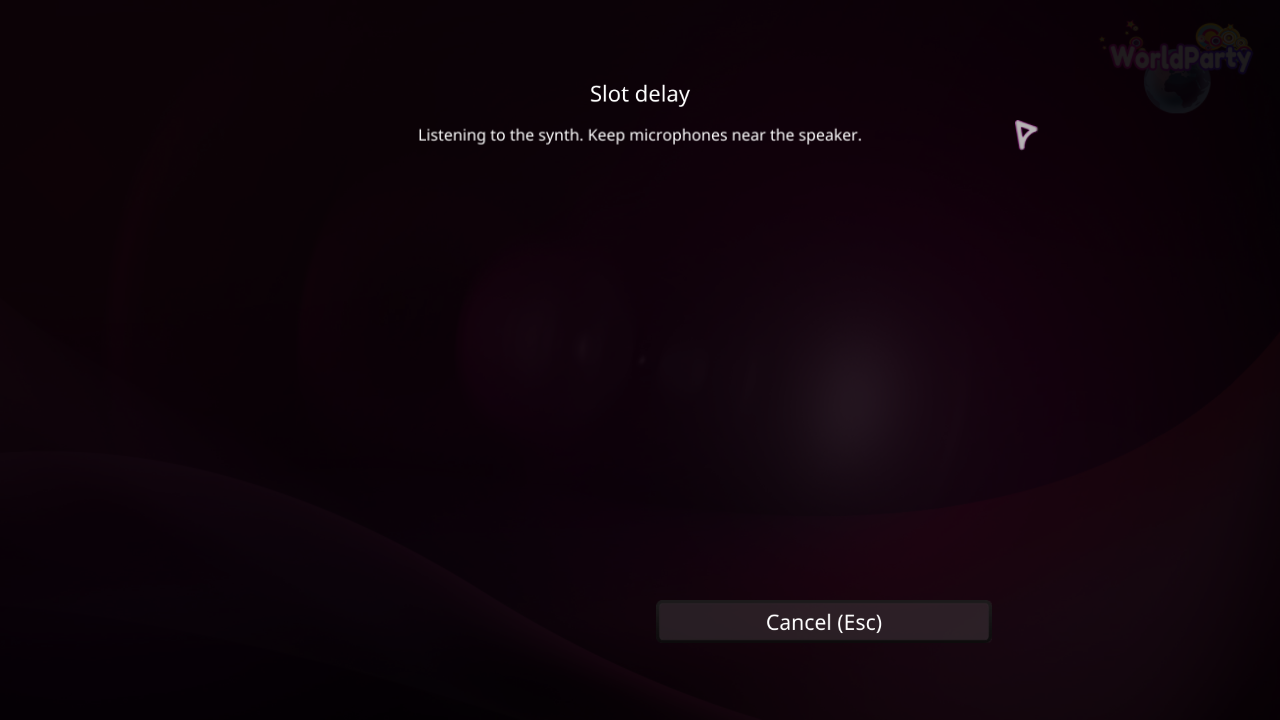 WorldParty
Slot delay
Listening to the synth. Keep microphones near the speaker.
Cancel (Esc)